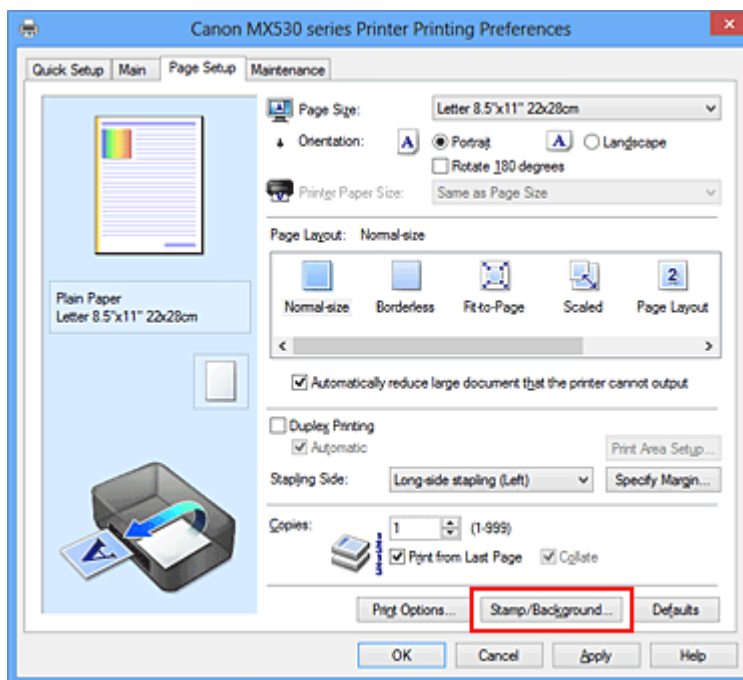 Canon MX530 series Printer Printing Preferences
Quick Setup Main Page Setup Maintenance
Page Size: Letter 8.5"x11" 22x28cm
Orientation: A Portrait A Landscape
Rotate 180 degrees
Printer Paper Size: Same as Page Size
Page Layout: Normal-size
Normal-size Borderless Fit-to-Page Scaled 2 Page Layout
Plain Paper
Letter 8.5"x11" 22x28cm
Automatically reduce large document that the printer cannot output
Duplex Printing
Automatic Print Area Setup...
Stapling Side: Long-side stapling (Left) Specify Margin...
Copies: 1 (1-999)
Print from Last Page Collate
A
Print Options... Stamp/Background... Defaults
OK Cancel Apply Help